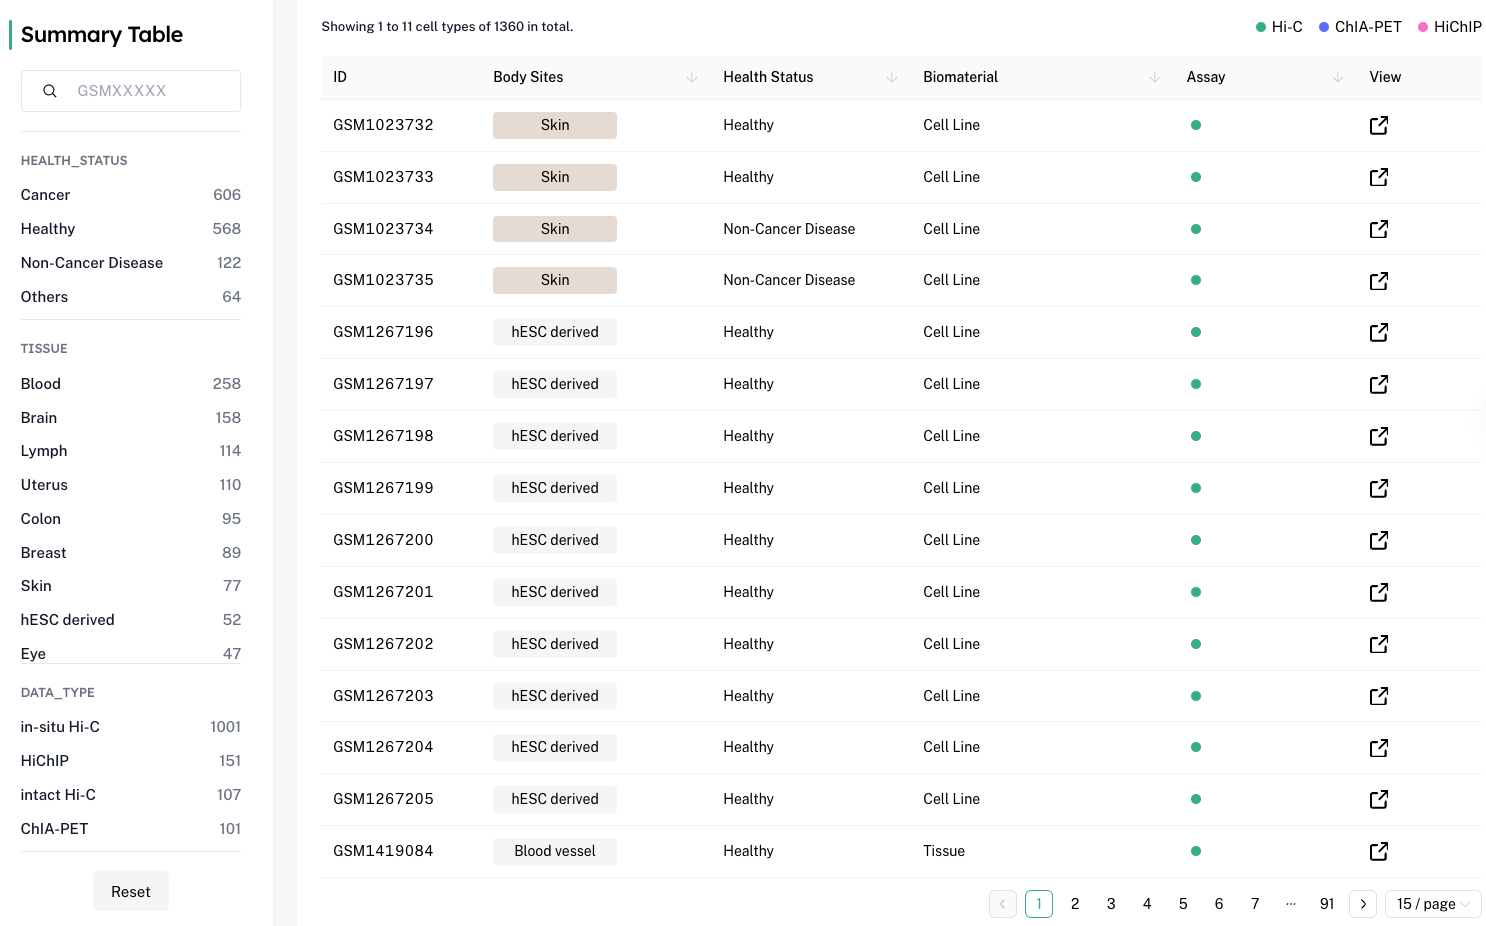 Summary Table
GSMXXXXX
HEALTH_STATUS
Cancer 606
Healthy 568
Non-Cancer Disease 122
Others 64
TISSUE
Blood 258
Brain 158
Lymph 114
Uterus 110
Colon 95
Breast 89
Skin 77
hESC derived 52
Eye 47
DATA_TYPE
in-situ Hi-C 1001
HiChIP 151
intact Hi-C 107
ChIA-PET 101
Reset
Showing 1 to 11 cell types of 1360 in total.
Hi-C ChIA-PET HiChIP
ID Body Sites Health Status Biomaterial Assay View
GSM1023732 Skin Healthy Cell Line
GSM1023733 Skin Healthy Cell Line
GSM1023734 Skin Non-Cancer Disease Cell Line
GSM1023735 Skin Non-Cancer Disease Cell Line
GSM1267196 hESC derived Healthy Cell Line
GSM1267197 hESC derived Healthy Cell Line
GSM1267198 hESC derived Healthy Cell Line
GSM1267199 hESC derived Healthy Cell Line
GSM1267200 hESC derived Healthy Cell Line
GSM1267201 hESC derived Healthy Cell Line
GSM1267202 hESC derived Healthy Cell Line
GSM1267203 hESC derived Healthy Cell Line
GSM1267204 hESC derived Healthy Cell Line
GSM1267205 hESC derived Healthy Cell Line
GSM1419084 Blood vessel Healthy Tissue
1 2 3 4 5 6 7 ··· 91 15 / page